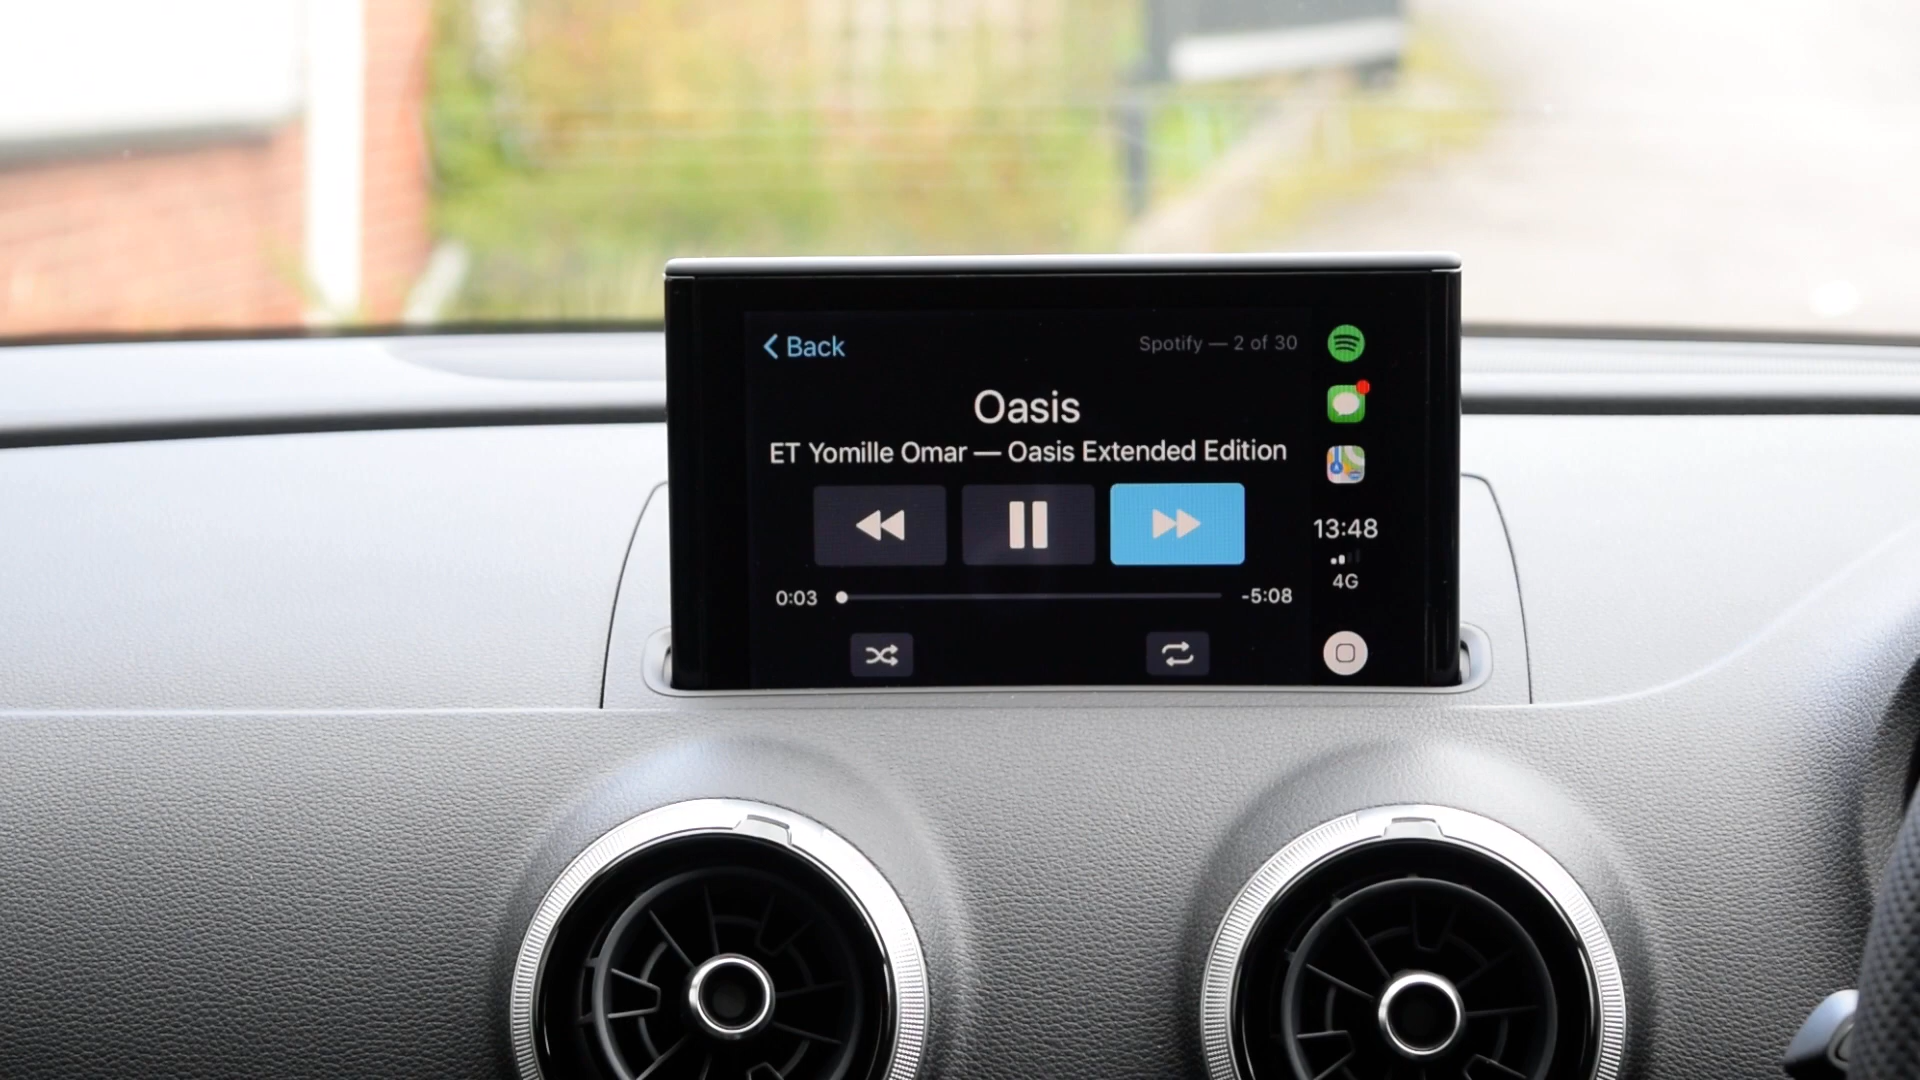 Back
Spotify — 2 of 30
Oasis
ET Yomille Omar — Oasis Extended Edition
13:48
4G
0:03
-5:08